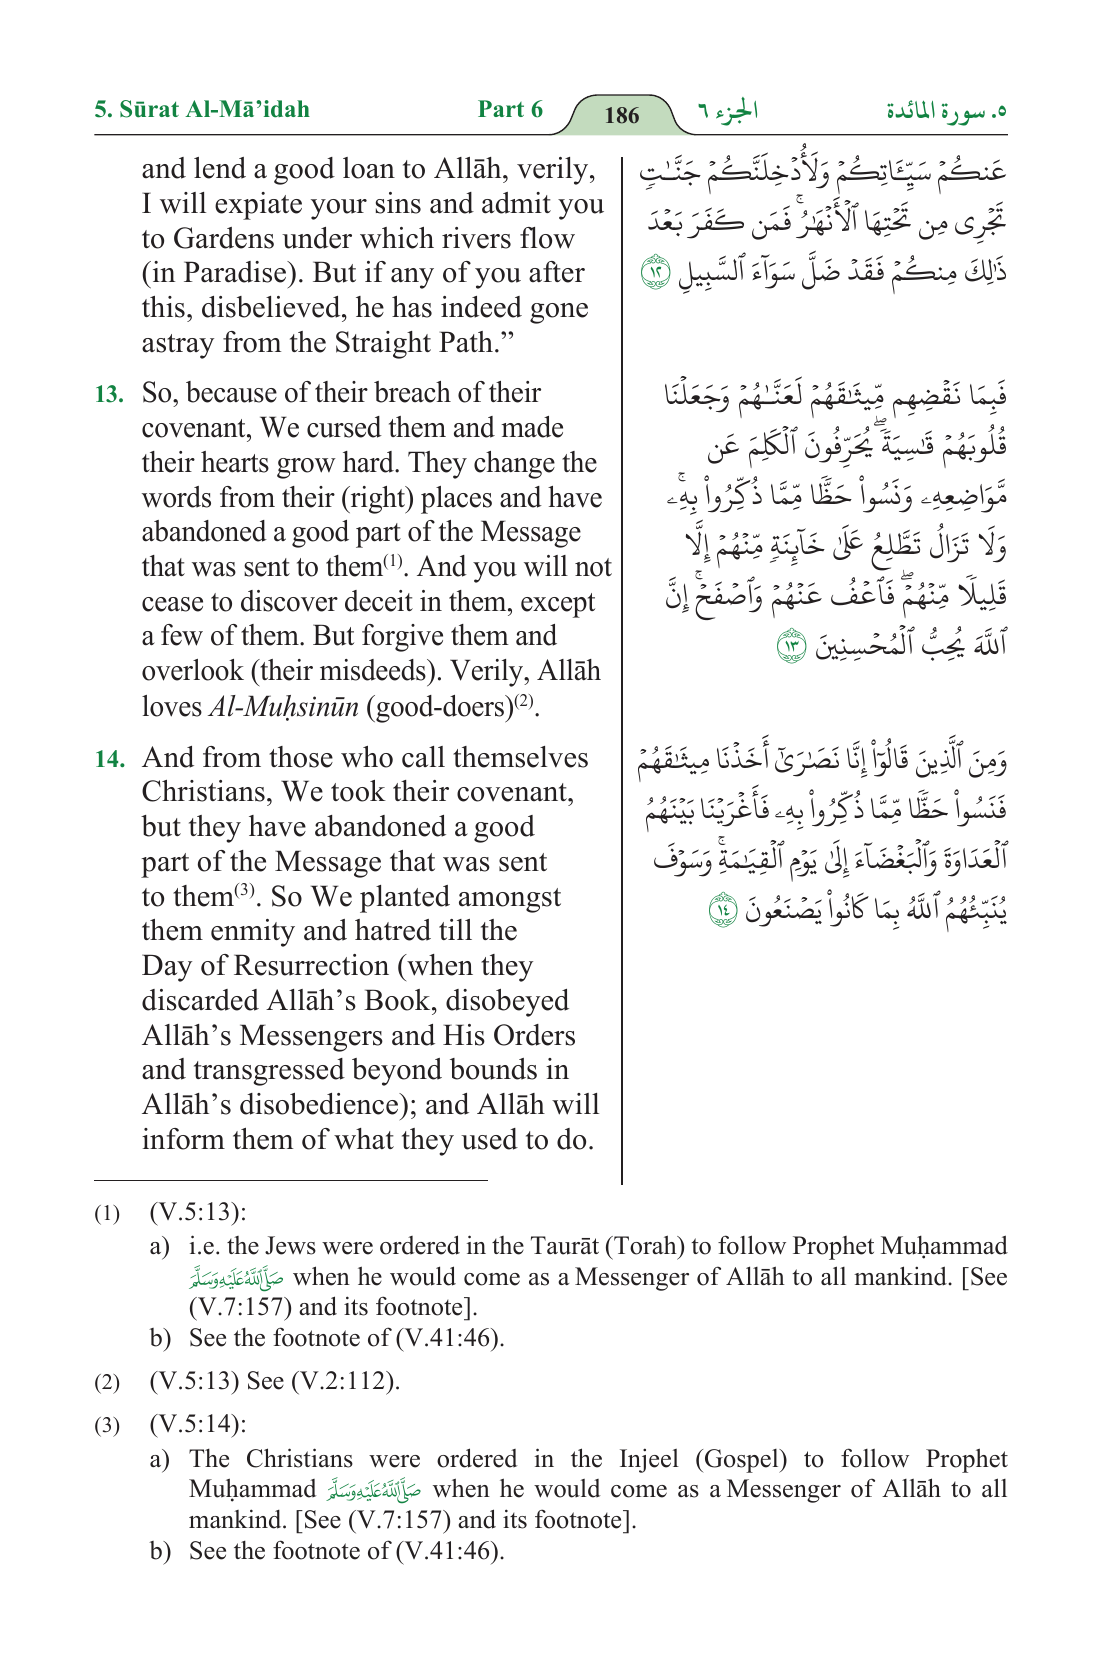 5. Sūrat Al-Mā’idah Part 6 186 الجزء ٦ ٥. سورة المائدة
and lend a good loan to Allāh, verily,
I will expiate your sins and admit you
to Gardens under which rivers flow
(in Paradise). But if any of you after
this, disbelieved, he has indeed gone
astray from the Straight Path.”
13. So, because of their breach of their
covenant, We cursed them and made
their hearts grow hard. They change the
words from their (right) places and have
abandoned a good part of the Message
that was sent to them(1). And you will not
cease to discover deceit in them, except
a few of them. But forgive them and
overlook (their misdeeds). Verily, Allāh
loves Al-Muḥsinūn (good-doers)(2).
14. And from those who call themselves
Christians, We took their covenant,
but they have abandoned a good
part of the Message that was sent
to them(3). So We planted amongst
them enmity and hatred till the
Day of Resurrection (when they
discarded Allāh’s Book, disobeyed
Allāh’s Messengers and His Orders
and transgressed beyond bounds in
Allāh’s disobedience); and Allāh will
inform them of what they used to do.
عَنكُمْ سَيِّـَٔاتِكُمْ وَلَأُدْخِلَنَّكُمْ جَنَّـٰتٍ
تَجْرِى مِن تَحْتِهَا ٱلْأَنْهَـٰرُ ۚ فَمَن كَفَرَ بَعْدَ
ذَٰلِكَ مِنكُمْ فَقَدْ ضَلَّ سَوَآءَ ٱلسَّبِيلِ ١٢
فَبِمَا نَقْضِهِم مِّيثَـٰقَهُمْ لَعَنَّـٰهُمْ وَجَعَلْنَا
قُلُوبَهُمْ قَـٰسِيَةً ۖ يُحَرِّفُونَ ٱلْكَلِمَ عَن
مَّوَاضِعِهِۦ وَنَسُوا۟ حَظًّا مِّمَّا ذُكِّرُوا۟ بِهِۦ ۚ
وَلَا تَزَالُ تَطَّلِعُ عَلَىٰ خَآئِنَةٍ مِّنْهُمْ إِلَّا
قَلِيلًا مِّنْهُمْ ۖ فَٱعْفُ عَنْهُمْ وَٱصْفَحْ ۚ إِنَّ
ٱللَّهَ يُحِبُّ ٱلْمُحْسِنِينَ ١٣
وَمِنَ ٱلَّذِينَ قَالُوٓا۟ إِنَّا نَصَـٰرَىٰٓ أَخَذْنَا مِيثَـٰقَهُمْ
فَنَسُوا۟ حَظًّا مِّمَّا ذُكِّرُوا۟ بِهِۦ فَأَغْرَيْنَا بَيْنَهُمُ
ٱلْعَدَاوَةَ وَٱلْبَغْضَآءَ إِلَىٰ يَوْمِ ٱلْقِيَـٰمَةِ ۚ وَسَوْفَ
يُنَبِّئُهُمُ ٱللَّهُ بِمَا كَانُوا۟ يَصْنَعُونَ ١٤
(1) (V.5:13):
a) i.e. the Jews were ordered in the Taurāt (Torah) to follow Prophet Muḥammad
صَلَّى ٱللَّهُ عَلَيْهِ وَسَلَّمَ when he would come as a Messenger of Allāh to all mankind. [See
(V.7:157) and its footnote].
b) See the footnote of (V.41:46).
(2) (V.5:13) See (V.2:112).
(3) (V.5:14):
a) The Christians were ordered in the Injeel (Gospel) to follow Prophet
Muḥammad صَلَّى ٱللَّهُ عَلَيْهِ وَسَلَّمَ when he would come as a Messenger of Allāh to all
mankind. [See (V.7:157) and its footnote].
b) See the footnote of (V.41:46).